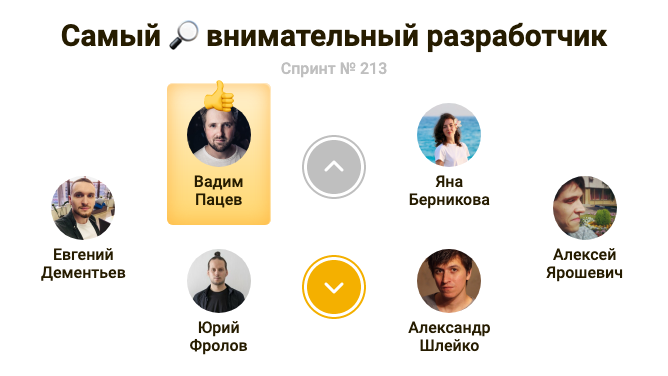 Самый 🔎 внимательный разработчик
Спринт № 213
Вадим
Пацев
Яна
Берникова
Евгений
Дементьев
Алексей
Ярошевич
Юрий
Фролов
Александр
Шлейко